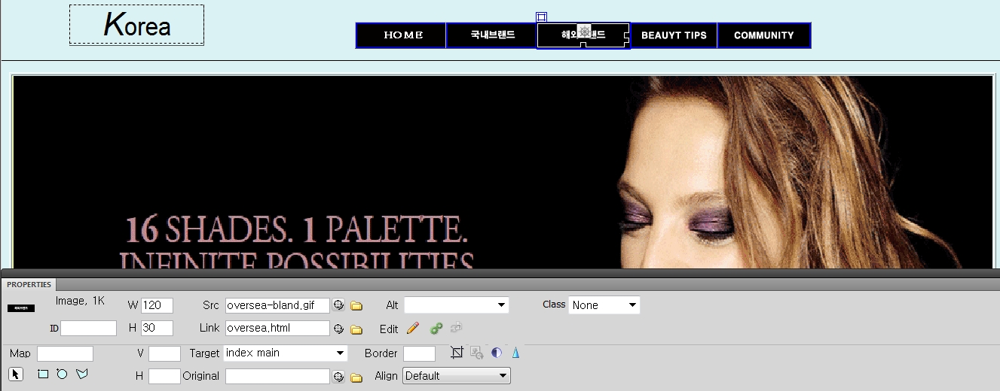 Korea
HOME 국내브랜드 해외 랜드 BEAUYT TIPS COMMUNITY
16 SHADES. 1 PALETTE.
INFINITE POSSIBILITIES
PROPERTIES
Image, 1K W 120 Src oversea-bland.gif Alt Class None
ID H 30 Link oversea.html Edit
Map V Target index main Border
H Original Align Default